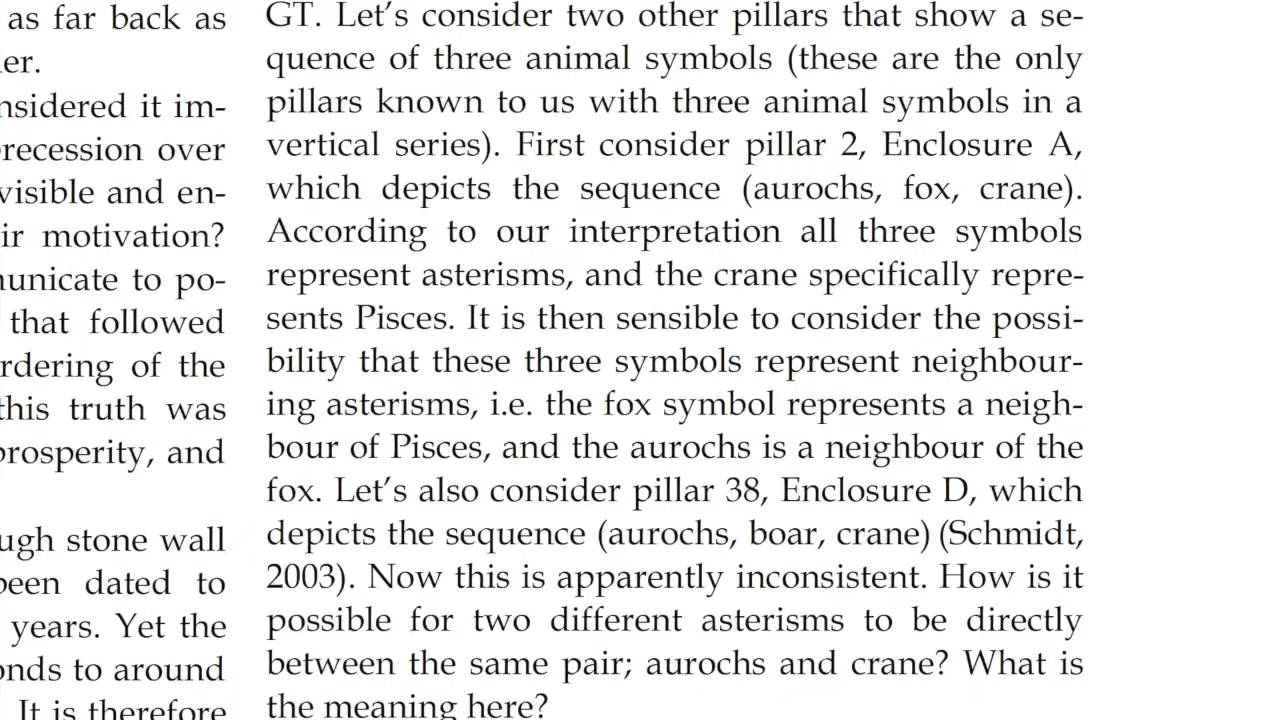 as far back as
er.
nsidered it im-
recession over
visible and en-
ir motivation?
unicate to po-
that followed
rdering of the
this truth was
prosperity, and
ugh stone wall
been dated to
years. Yet the
onds to around
It is therefore
GT. Let’s consider two other pillars that show a se-
quence of three animal symbols (these are the only
pillars known to us with three animal symbols in a
vertical series). First consider pillar 2, Enclosure A,
which depicts the sequence (aurochs, fox, crane).
According to our interpretation all three symbols
represent asterisms, and the crane specifically repre-
sents Pisces. It is then sensible to consider the possi-
bility that these three symbols represent neighbour-
ing asterisms, i.e. the fox symbol represents a neigh-
bour of Pisces, and the aurochs is a neighbour of the
fox. Let’s also consider pillar 38, Enclosure D, which
depicts the sequence (aurochs, boar, crane) (Schmidt,
2003). Now this is apparently inconsistent. How is it
possible for two different asterisms to be directly
between the same pair; aurochs and crane? What is
the meaning here?